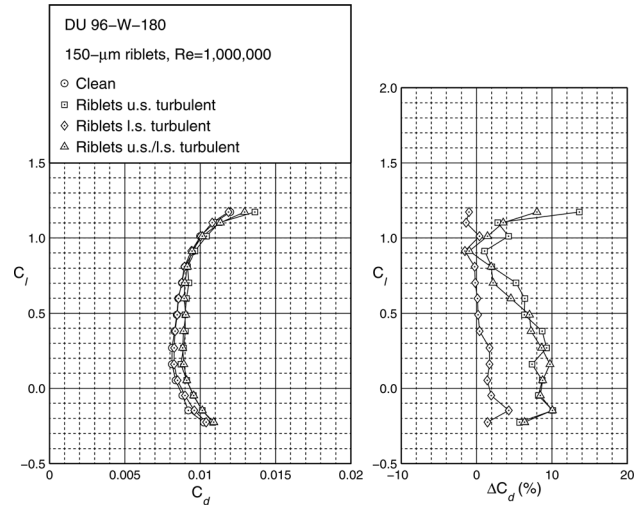 DU 96−W−180
150−μm riblets, Re=1,000,000
Clean
Riblets u.s. turbulent
Riblets l.s. turbulent
Riblets u.s./l.s. turbulent
1.5
1.0
0.5
0.0
−0.5
C_l
0
0.005
0.01
0.015
0.02
C_d
2.0
1.5
1.0
0.5
0.0
−0.5
C_l
−10
0
10
20
ΔC_d (%)